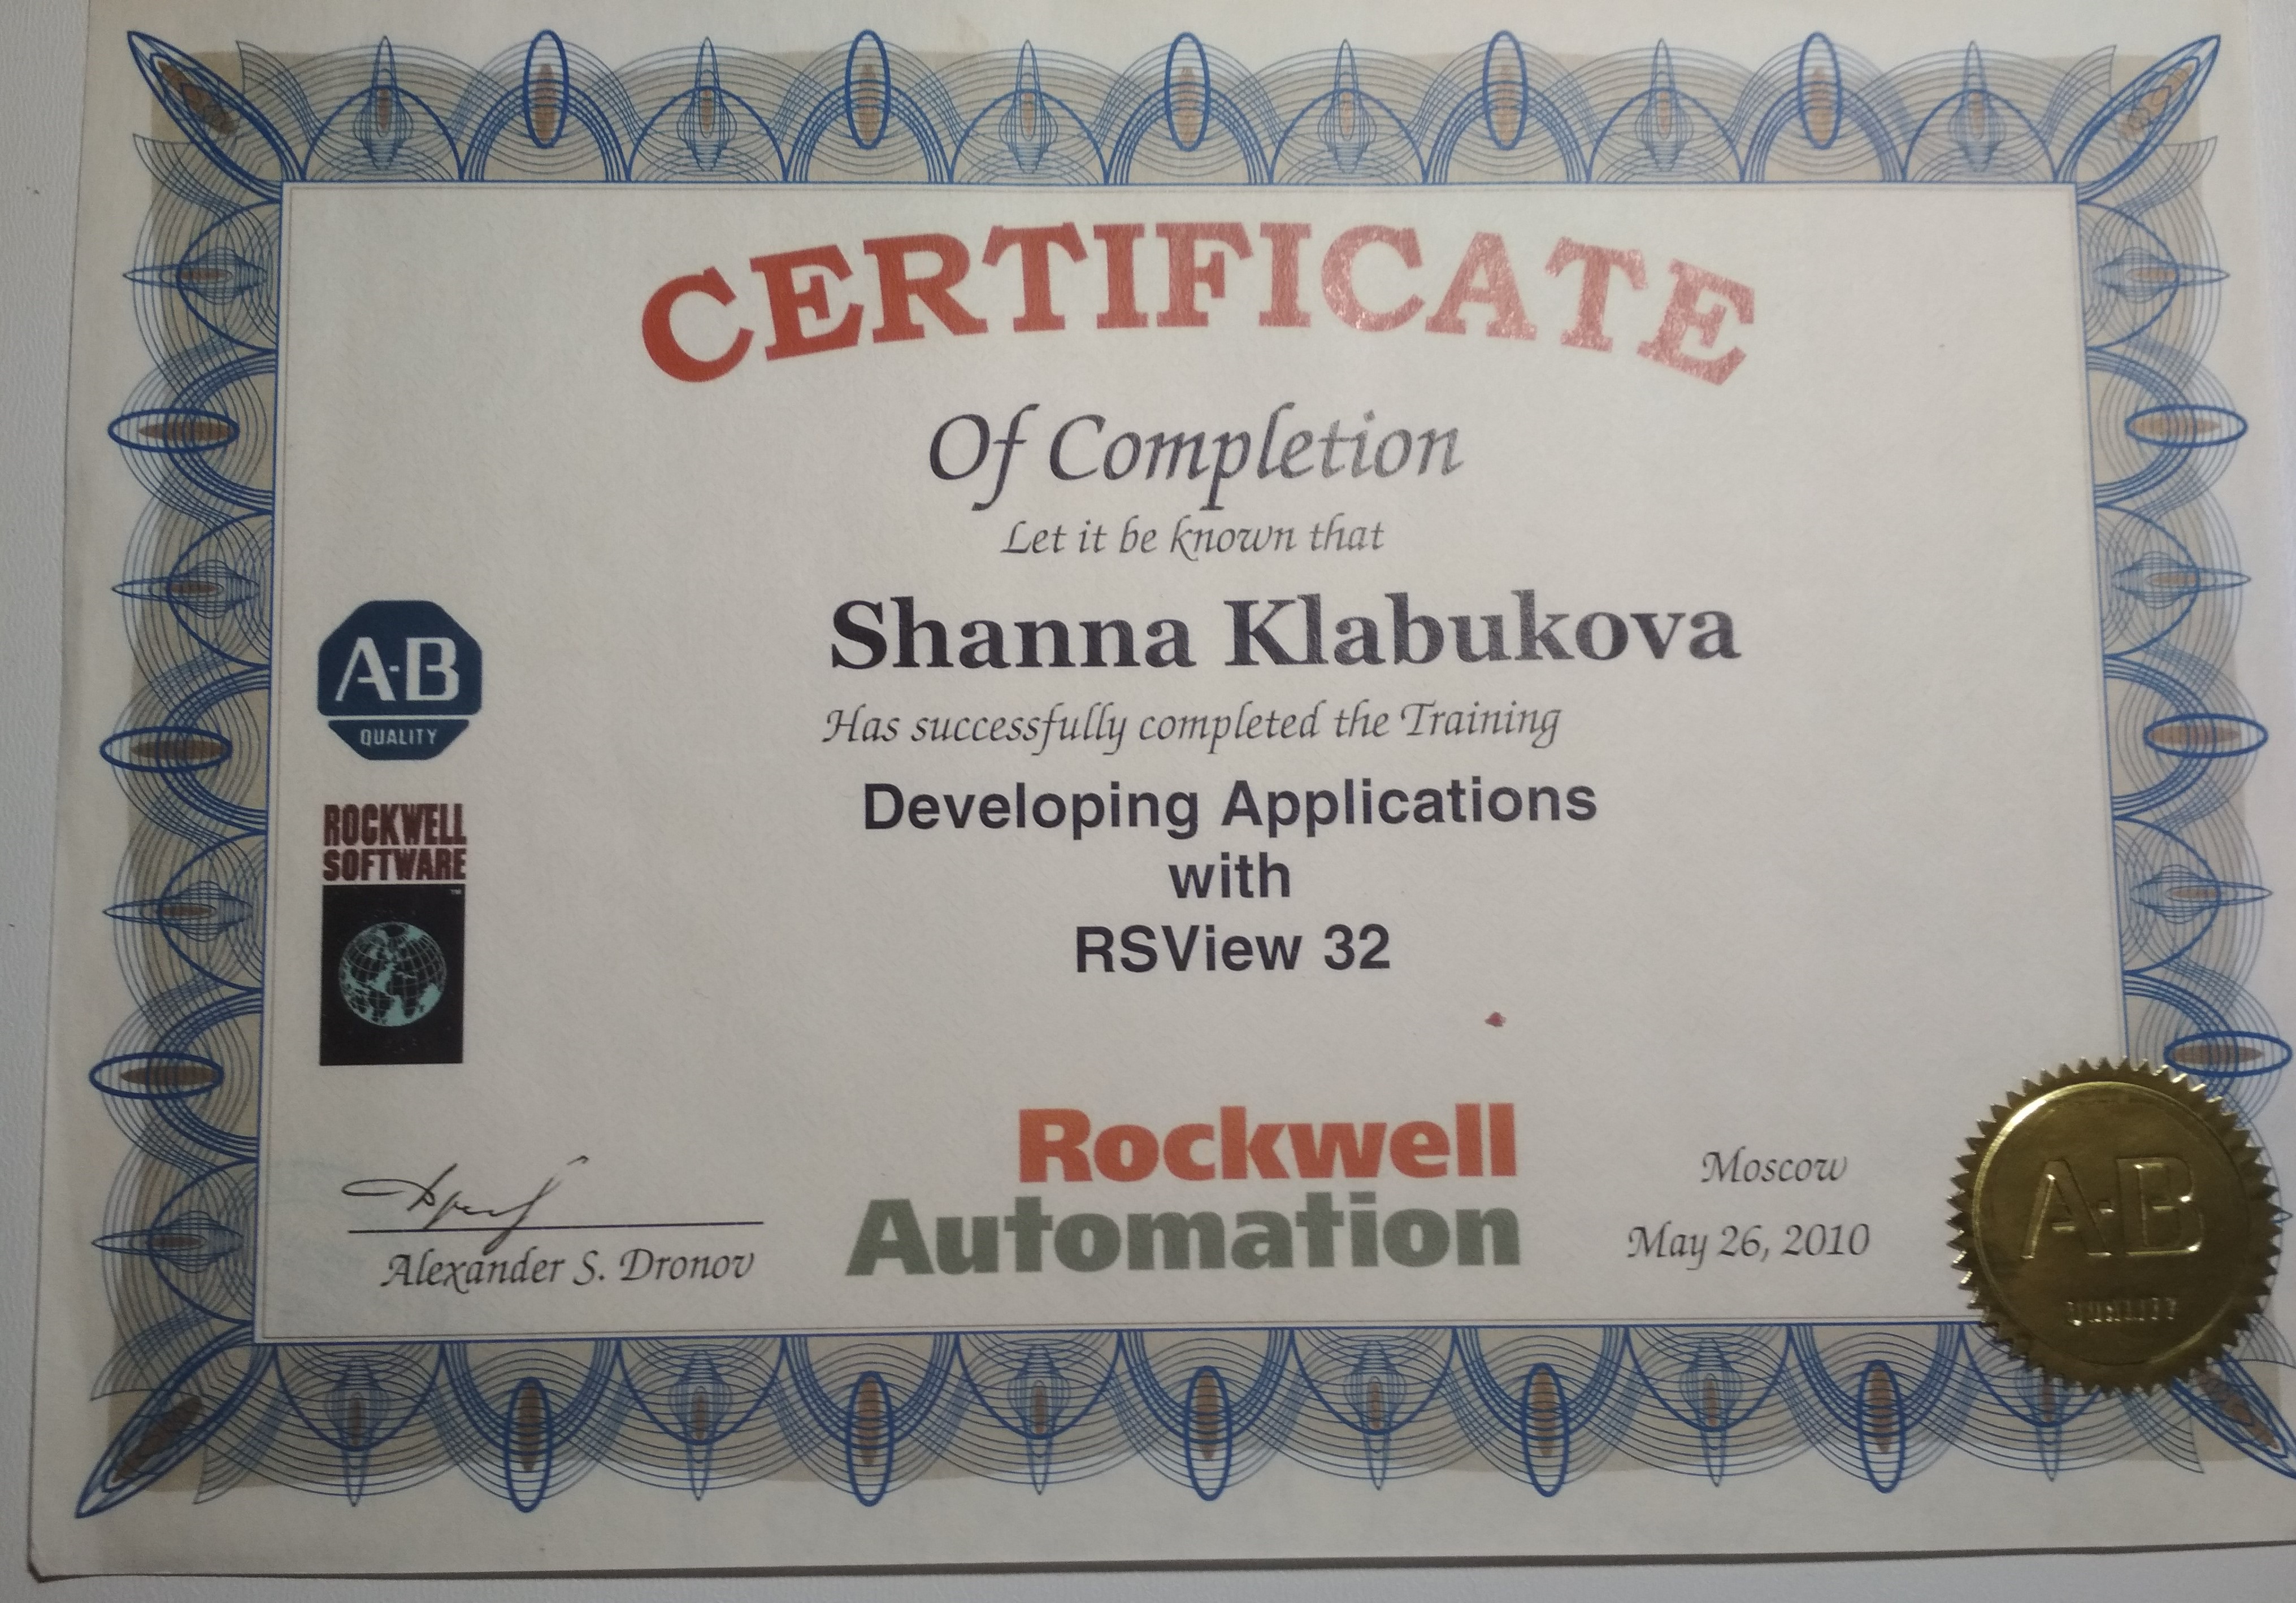 CERTIFICATE
Of Completion
Let it be known that
Shanna Klabukova
Has successfully completed the Training
Developing Applications
with
RSView 32
A-B
QUALITY
ROCKWELL
SOFTWARE
™
Alexander S. Dronov
Rockwell
Automation
Moscow
May 26, 2010
A-B
QUALITY